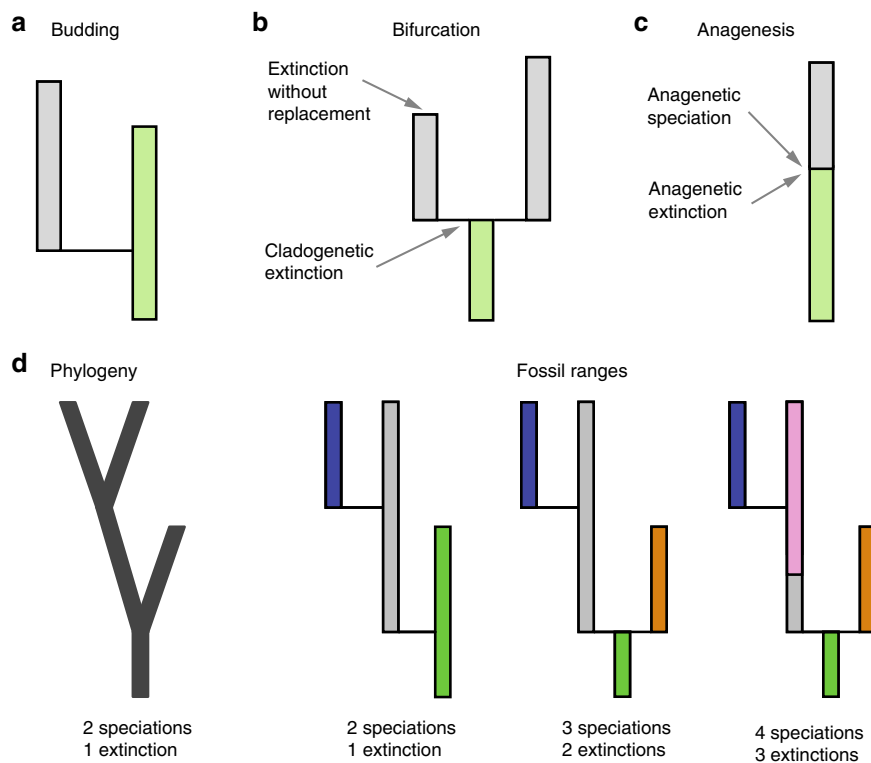 a Budding
b Bifurcation
c Anagenesis
Extinction
without
replacement
Cladogenetic
extinction
Anagenetic
speciation
Anagenetic
extinction
d Phylogeny
Fossil ranges
2 speciations
1 extinction
2 speciations
1 extinction
3 speciations
2 extinctions
4 speciations
3 extinctions